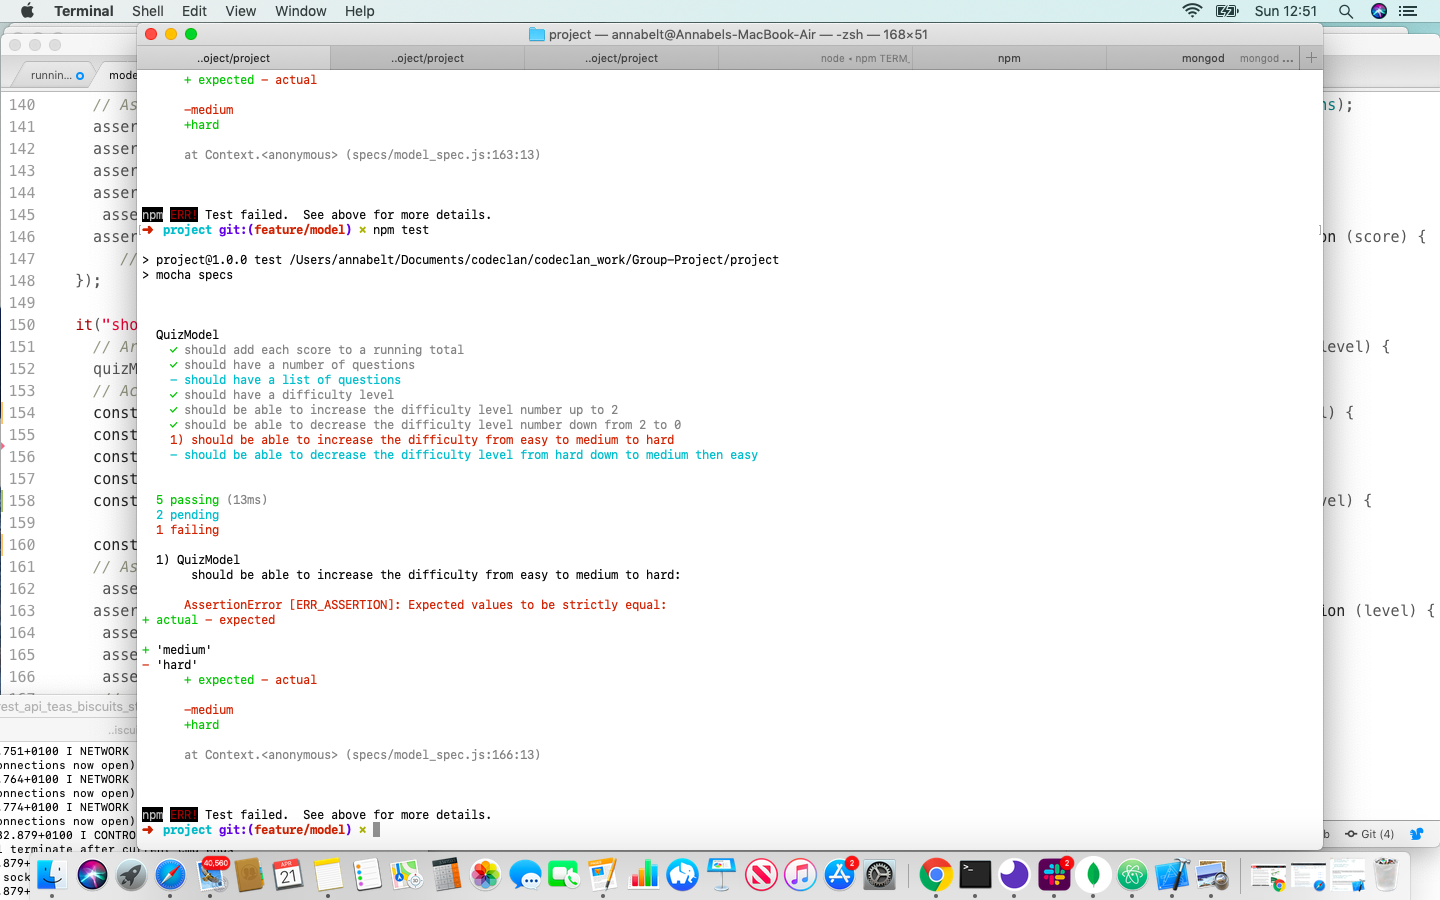 Terminal Shell Edit View Window Help
Sun 12:51
project — annabelt@Annabels-MacBook-Air — -zsh — 168×51
..oject/project ..oject/project ..oject/project node • npm TERM_ npm mongod mongod ...
runnin...
mode
+ expected - actual
-medium
+hard
at Context.<anonymous> (specs/model_spec.js:163:13)
npm ERR! Test failed.  See above for more details.
[➜  project git:(feature/model) × npm test ]
> project@1.0.0 test /Users/annabelt/Documents/codeclan/codeclan_work/Group-Project/project
> mocha specs
QuizModel
✓ should add each score to a running total
✓ should have a number of questions
- should have a list of questions
✓ should have a difficulty level
✓ should be able to increase the difficulty level number up to 2
✓ should be able to decrease the difficulty level number down from 2 to 0
1) should be able to increase the difficulty from easy to medium to hard
- should be able to decrease the difficulty level from hard down to medium then easy
5 passing (13ms)
2 pending
1 failing
1) QuizModel
should be able to increase the difficulty from easy to medium to hard:
AssertionError [ERR_ASSERTION]: Expected values to be strictly equal:
+ actual - expected
+ 'medium'
- 'hard'
+ expected - actual
-medium
+hard
at Context.<anonymous> (specs/model_spec.js:166:13)
npm ERR! Test failed.  See above for more details.
➜  project git:(feature/model) ×
140 // As
141 asser
142 asser
143 asser
144 asser
145 asse
146 asser
147 //
148 });
149
150 it("sho
151 // Ar
152 quizM
153 // Ac
154 const
155 const
156 const
157 const
158 const
159
160 const
161 // As
162 asse
163 asser
164 asse
165 asse
166 asse
ns);
on (score) {
level) {
l) {
vel) {
ion (level) {
est_api_teas_biscuits_st
..iscu
.751+0100 I NETWORK
onnections now open)
.764+0100 I NETWORK
onnections now open)
.774+0100 I NETWORK
onnections now open)
32.879+0100 I CONTRO
.879+
sock
.879+
b Git (4)
40,560
APR
21
2
2